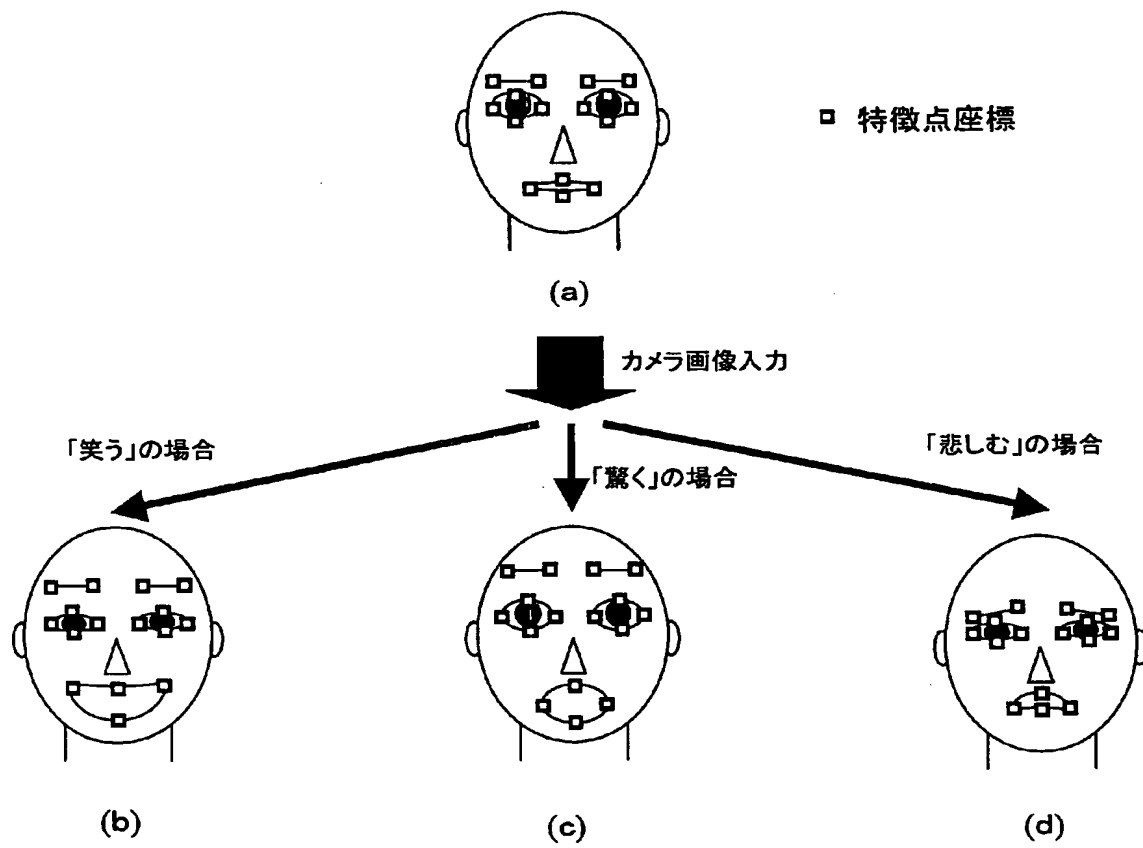 特徴点座標
(a)
カメラ画像入力
「笑う」の場合
「驚く」の場合
「悲しむ」の場合
(b)
(c)
(d)